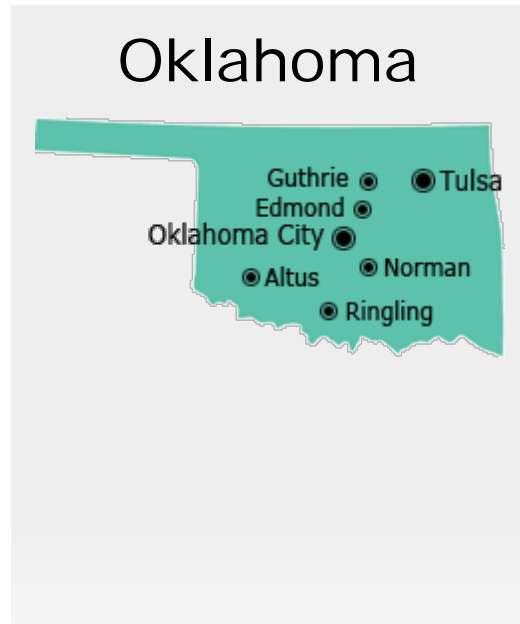 Oklahoma
Guthrie
Tulsa
Edmond
Oklahoma City
Norman
Altus
Ringling